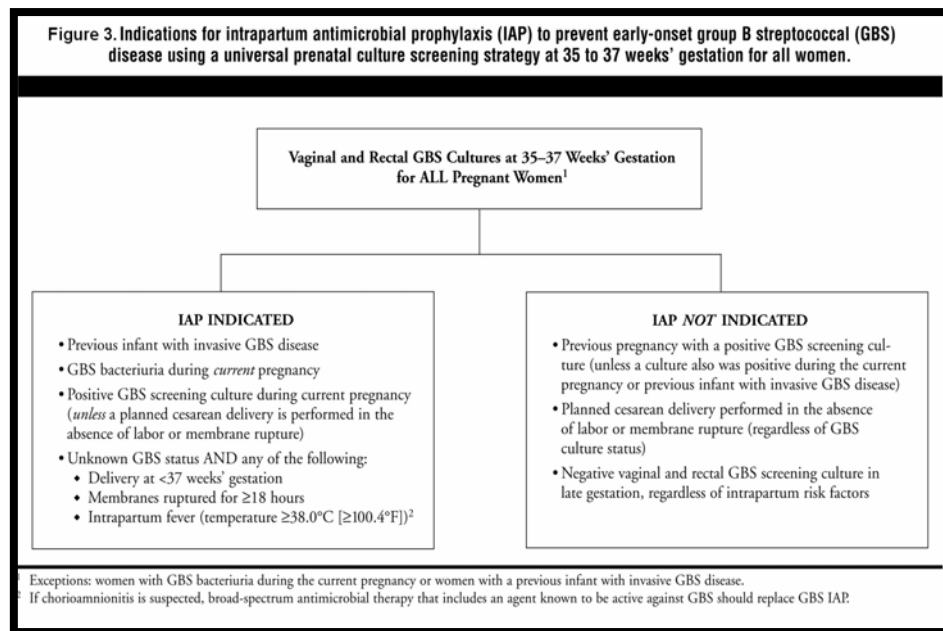 Figure 3. Indications for intrapartum antimicrobial prophylaxis (IAP) to prevent early-onset group B streptococcal (GBS)
disease using a universal prenatal culture screening strategy at 35 to 37 weeks’ gestation for all women.
Vaginal and Rectal GBS Cultures at 35–37 Weeks’ Gestation
for ALL Pregnant Women1
IAP INDICATED
• Previous infant with invasive GBS disease
• GBS bacteriuria during current pregnancy
• Positive GBS screening culture during current pregnancy
(unless a planned cesarean delivery is performed in the
absence of labor or membrane rupture)
• Unknown GBS status AND any of the following:
◆ Delivery at <37 weeks’ gestation
◆ Membranes ruptured for ≥18 hours
◆ Intrapartum fever (temperature ≥38.0°C [≥100.4°F])2
IAP NOT INDICATED
• Previous pregnancy with a positive GBS screening cul-
ture (unless a culture also was positive during the current
pregnancy or previous infant with invasive GBS disease)
• Planned cesarean delivery performed in the absence
of labor or membrane rupture (regardless of GBS
culture status)
• Negative vaginal and rectal GBS screening culture in
late gestation, regardless of intrapartum risk factors
1 Exceptions: women with GBS bacteriuria during the current pregnancy or women with a previous infant with invasive GBS disease.
2 If chorioamnionitis is suspected, broad-spectrum antimicrobial therapy that includes an agent known to be active against GBS should replace GBS IAP.